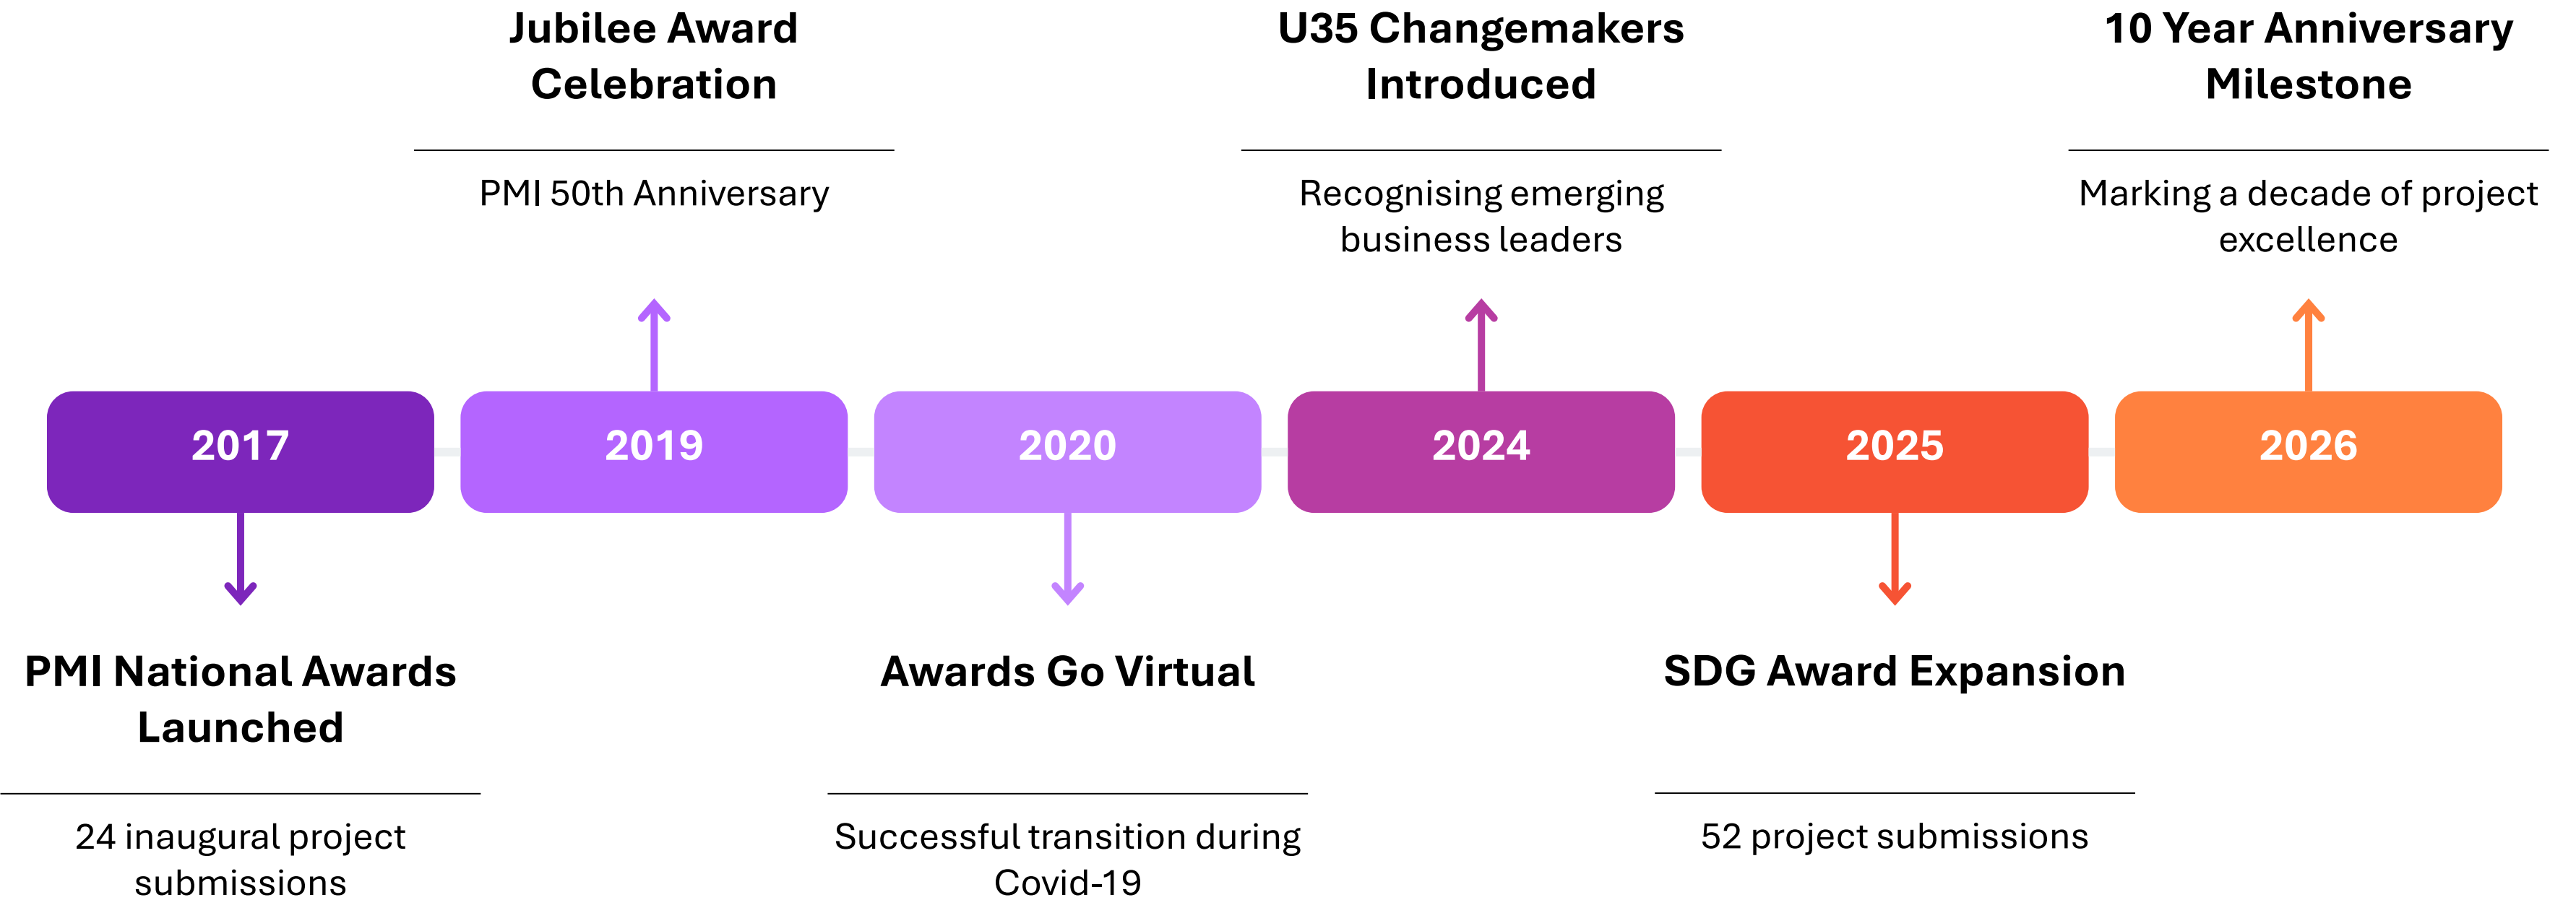 Jubilee Award
Celebration
PMI 50th Anniversary
U35 Changemakers
Introduced
Recognising emerging
business leaders
10 Year Anniversary
Milestone
Marking a decade of project
excellence
2017
2019
2020
2024
2025
2026
PMI National Awards
Launched
24 inaugural project
submissions
Awards Go Virtual
Successful transition during
Covid-19
SDG Award Expansion
52 project submissions